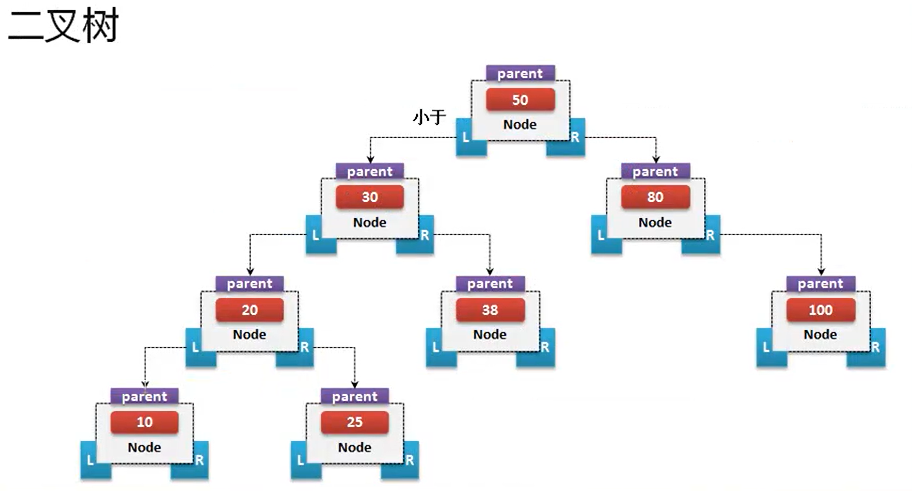 二叉树
parent
50
小于
Node
L
R
parent
30
Node
L
R
parent
80
Node
L
R
parent
20
Node
L
R
parent
38
Node
L
R
parent
100
Node
L
R
parent
10
Node
L
R
parent
25
Node
L
R